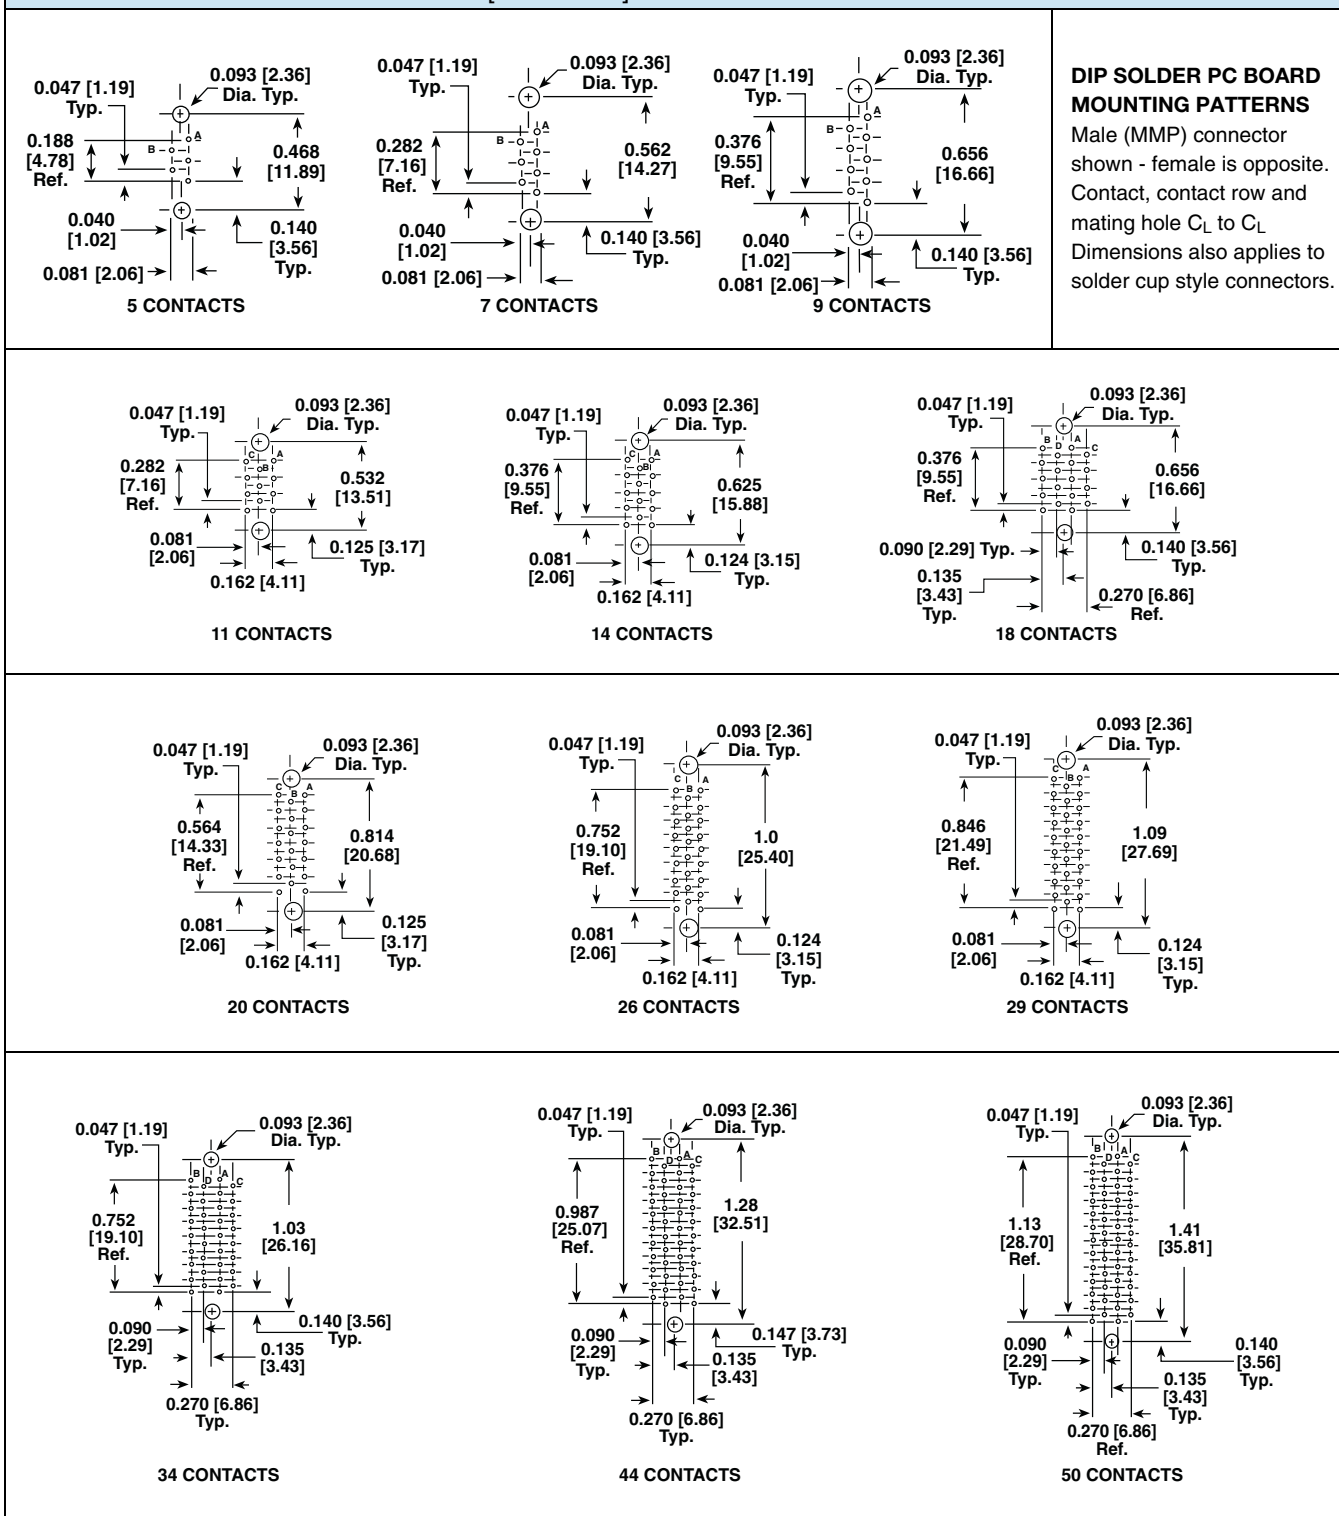 0.047 [1.19]
Typ.
0.093 [2.36]
Dia. Typ.
0.188
[4.78]
Ref.
A
B
0.468
[11.89]
0.040
[1.02]
0.140
[3.56]
Typ.
0.081 [2.06]
5 CONTACTS
0.047 [1.19]
Typ.
0.093 [2.36]
Dia. Typ.
0.282
[7.16]
Ref.
A
B
0.562
[14.27]
0.040
[1.02]
0.140 [3.56]
Typ.
0.081 [2.06]
7 CONTACTS
0.047 [1.19]
Typ.
0.093 [2.36]
Dia. Typ.
0.376
[9.55]
Ref.
A
B
0.656
[16.66]
0.040
[1.02]
0.140 [3.56]
Typ.
0.081 [2.06]
9 CONTACTS
DIP SOLDER PC BOARD
MOUNTING PATTERNS
Male (MMP) connector
shown - female is opposite.
Contact, contact row and
mating hole CL to CL
Dimensions also applies to
solder cup style connectors.
0.047 [1.19]
Typ.
0.093 [2.36]
Dia. Typ.
C A
B
0.282
[7.16]
Ref.
0.532
[13.51]
0.081
[2.06]
0.125 [3.17]
Typ.
0.162 [4.11]
11 CONTACTS
0.047 [1.19]
Typ.
0.093 [2.36]
Dia. Typ.
C A
B
0.376
[9.55]
Ref.
0.625
[15.88]
0.081
[2.06]
0.124 [3.15]
Typ.
0.162 [4.11]
14 CONTACTS
0.047 [1.19]
Typ.
0.093 [2.36]
Dia. Typ.
B D A C
0.376
[9.55]
Ref.
0.656
[16.66]
0.090 [2.29] Typ.
0.140 [3.56]
Typ.
0.135
[3.43]
Typ.
0.270 [6.86]
Ref.
18 CONTACTS
0.047 [1.19]
Typ.
0.093 [2.36]
Dia. Typ.
C B A
0.564
[14.33]
Ref.
0.814
[20.68]
0.081
[2.06]
0.125
[3.17]
Typ.
0.162 [4.11]
20 CONTACTS
0.047 [1.19]
Typ.
0.093 [2.36]
Dia. Typ.
C B A
0.752
[19.10]
Ref.
1.0
[25.40]
0.081
[2.06]
0.124
[3.15]
Typ.
0.162 [4.11]
26 CONTACTS
0.047 [1.19]
Typ.
0.093 [2.36]
Dia. Typ.
C B A
0.846
[21.49]
Ref.
1.09
[27.69]
0.081
[2.06]
0.124
[3.15]
Typ.
0.162 [4.11]
29 CONTACTS
0.047 [1.19]
Typ.
0.093 [2.36]
Dia. Typ.
B D A C
0.752
[19.10]
Ref.
1.03
[26.16]
0.090
[2.29]
Typ.
0.140 [3.56]
Typ.
0.135
[3.43]
0.270 [6.86]
Typ.
34 CONTACTS
0.047 [1.19]
Typ.
0.093 [2.36]
Dia. Typ.
B D A C
0.987
[25.07]
Ref.
1.28
[32.51]
0.090
[2.29]
Typ.
0.147 [3.73]
Typ.
0.135
[3.43]
0.270 [6.86]
Typ.
44 CONTACTS
0.047 [1.19]
Typ.
0.093 [2.36]
Dia. Typ.
B D A C
1.13
[28.70]
Ref.
1.41
[35.81]
0.090
[2.29]
Typ.
0.140
[3.56]
Typ.
0.135
[3.43]
Typ.
0.270 [6.86]
Ref.
50 CONTACTS